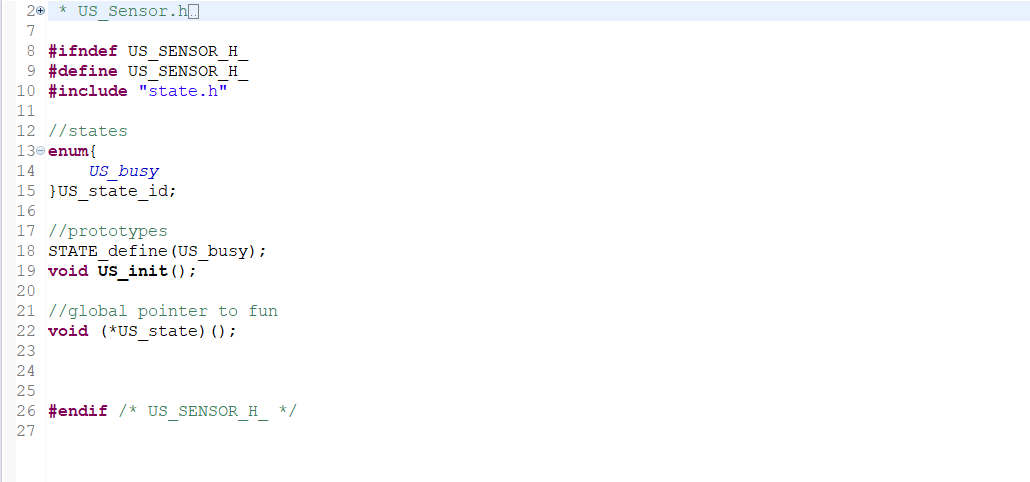 2 * US_Sensor.h
7
8 #ifndef US_SENSOR_H_
9 #define US_SENSOR_H_
10 #include "state.h"
11
12 //states
13 enum{
14     US_busy
15 }US_state_id;
16
17 //prototypes
18 STATE_define(US_busy);
19 void US_init();
20
21 //global pointer to fun
22 void (*US_state)();
23
24
25
26 #endif /* US_SENSOR_H_ */
27